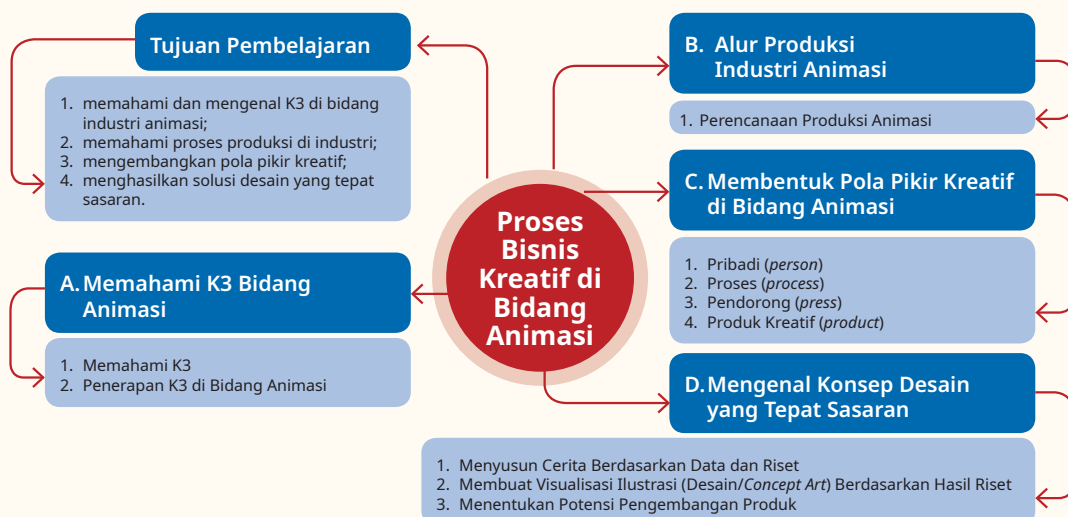 Tujuan Pembelajaran
1. memahami dan mengenal K3 di bidang
industri animasi;
2. memahami proses produksi di industri;
3. mengembangkan pola pikir kreatif;
4. menghasilkan solusi desain yang tepat
sasaran.
A. Memahami K3 Bidang
Animasi
1. Memahami K3
2. Penerapan K3 di Bidang Animasi
Proses
Bisnis
Kreatif di
Bidang
Animasi
B. Alur Produksi
Industri Animasi
1. Perencanaan Produksi Animasi
C. Membentuk Pola Pikir Kreatif
di Bidang Animasi
1. Pribadi (person)
2. Proses (process)
3. Pendorong (press)
4. Produk Kreatif (product)
D. Mengenal Konsep Desain
yang Tepat Sasaran
1. Menyusun Cerita Berdasarkan Data dan Riset
2. Membuat Visualisasi Ilustrasi (Desain/Concept Art) Berdasarkan Hasil Riset
3. Menentukan Potensi Pengembangan Produk